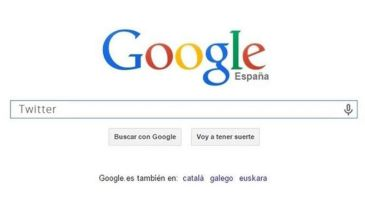 Google
España
Twitter
Buscar con Google Voy a tener suerte
Google.es también en: català galego euskara